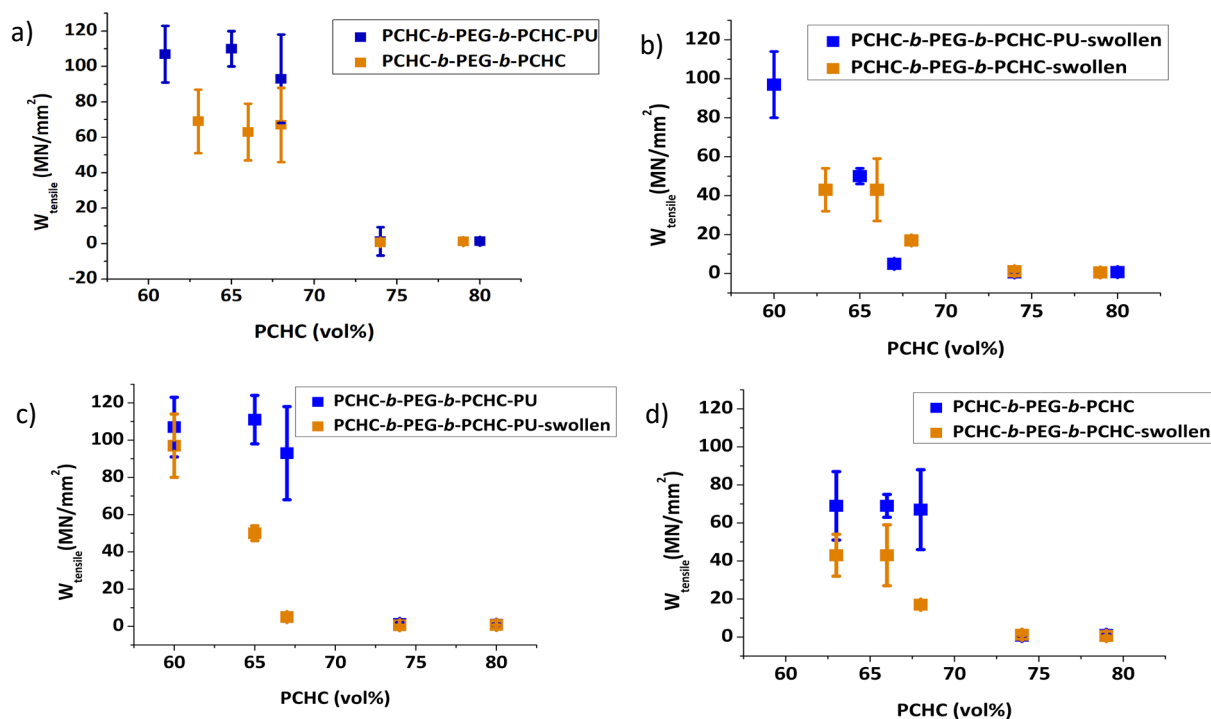 a)
PCHC-b-PEG-b-PCHC-PU
PCHC-b-PEG-b-PCHC
W tensile (MN/mm²)
120
100
80
60
40
20
0
-20
60 65 70 75 80
PCHC (vol%)
b)
PCHC-b-PEG-b-PCHC-PU-swollen
PCHC-b-PEG-b-PCHC-swollen
W tensile (MN/mm²)
120
100
80
60
40
20
0
60 65 70 75 80
PCHC (vol%)
c)
PCHC-b-PEG-b-PCHC-PU
PCHC-b-PEG-b-PCHC-PU-swollen
W tensile (MN/mm²)
120
100
80
60
40
20
0
60 65 70 75 80
PCHC (vol%)
d)
PCHC-b-PEG-b-PCHC
PCHC-b-PEG-b-PCHC-swollen
W tensile (MN/mm²)
120
100
80
60
40
20
0
60 65 70 75 80
PCHC (vol%)